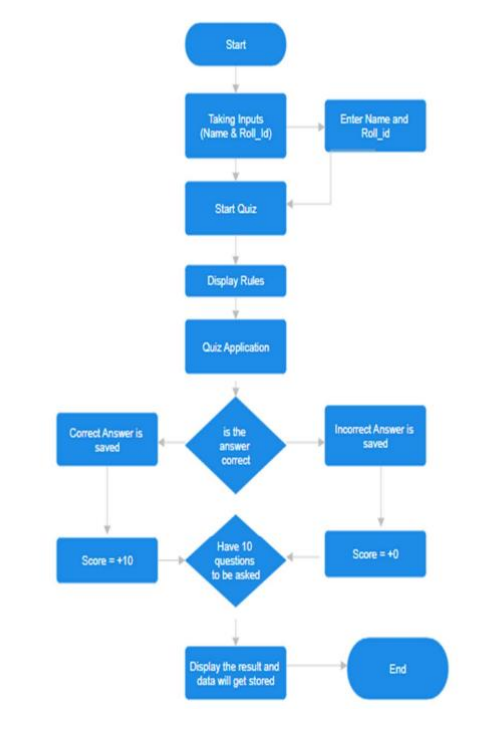 Start
Taking Inputs
(Name & Roll_Id)
Enter Name and
Roll_id
Start Quiz
Display Rules
Quiz Application
is the
answer
correct
Correct Answer is
saved
Incorrect Answer is
saved
Score = +10
Have 10
questions
to be asked
Score = +0
Display the result and
data will get stored
End